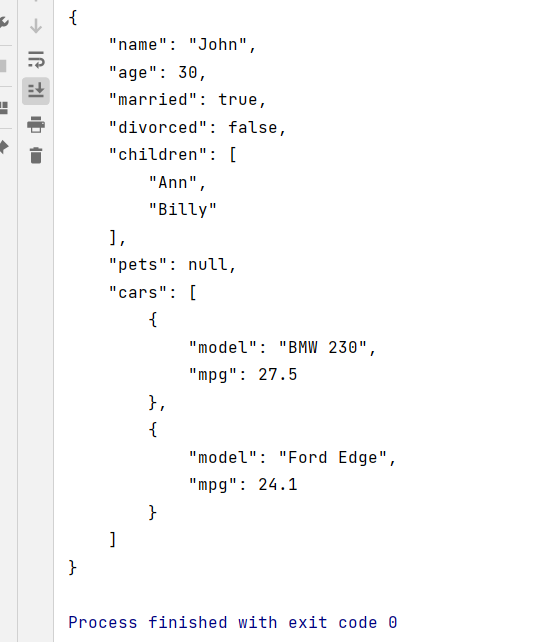 {
    "name": "John",
    "age": 30,
    "married": true,
    "divorced": false,
    "children": [
        "Ann",
        "Billy"
    ],
    "pets": null,
    "cars": [
        {
            "model": "BMW 230",
            "mpg": 27.5
        },
        {
            "model": "Ford Edge",
            "mpg": 24.1
        }
    ]
}
Process finished with exit code 0